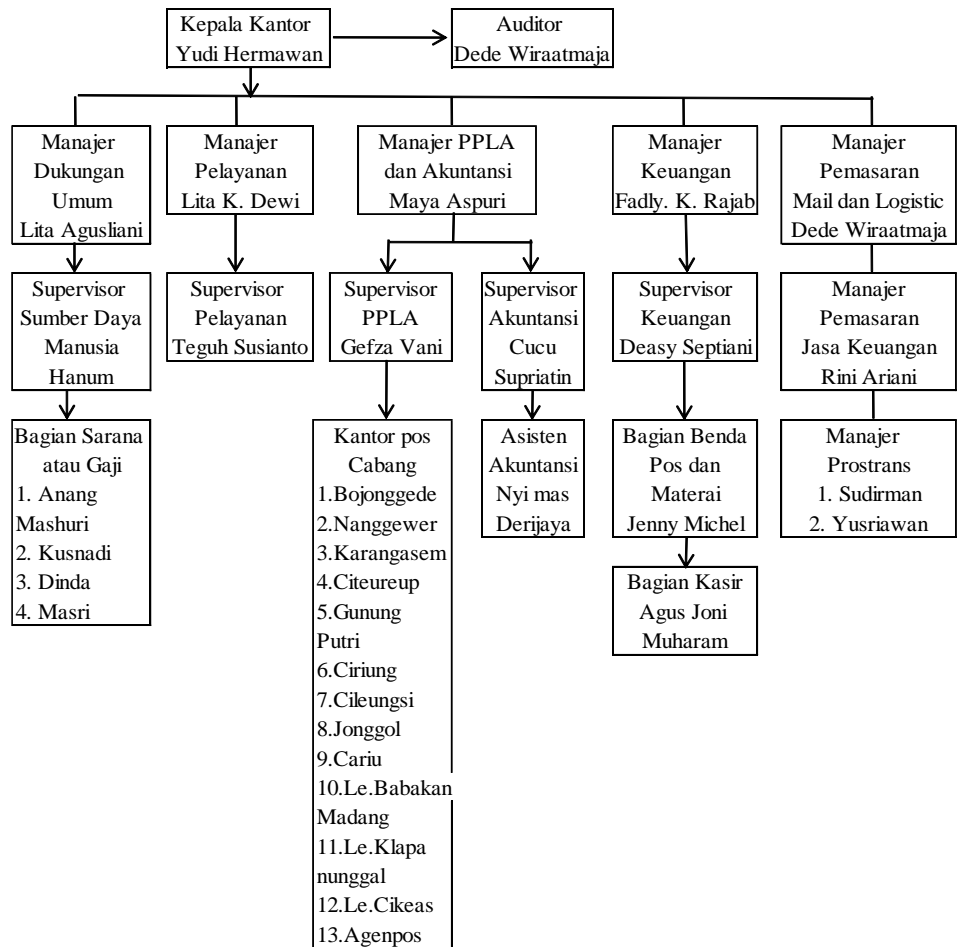 Kepala Kantor
Yudi Hermawan
Auditor
Dede Wiraatmaja
Manajer
Dukungan
Umum
Lita Agusliani
Manajer
Pelayanan
Lita K. Dewi
Manajer PPLA
dan Akuntansi
Maya Aspuri
Manajer
Keuangan
Fadly. K. Rajab
Manajer
Pemasaran
Mail dan Logistic
Dede Wiraatmaja
Supervisor
Sumber Daya
Manusia
Hanum
Supervisor
Pelayanan
Teguh Susianto
Supervisor
PPLA
Gefza Vani
Supervisor
Akuntansi
Cucu
Supriatin
Supervisor
Keuangan
Deasy Septiani
Manajer
Pemasaran
Jasa Keuangan
Rini Ariani
Bagian Sarana
atau Gaji
1. Anang
Mashuri
2. Kusnadi
3. Dinda
4. Masri
Kantor pos
Cabang
1.Bojonggede
2.Nanggewer
3.Karangasem
4.Citeureup
5.Gunung
Putri
6.Ciriung
7.Cileungsi
8.Jonggol
9.Cariu
10.Le.Babakan
Madang
11.Le.Klapa
nunggal
12.Le.Cikeas
13.Agenpos
Asisten
Akuntansi
Nyi mas
Derijaya
Bagian Benda
Pos dan
Materai
Jenny Michel
Manajer
Prostrans
1. Sudirman
2. Yusriawan
Bagian Kasir
Agus Joni
Muharam